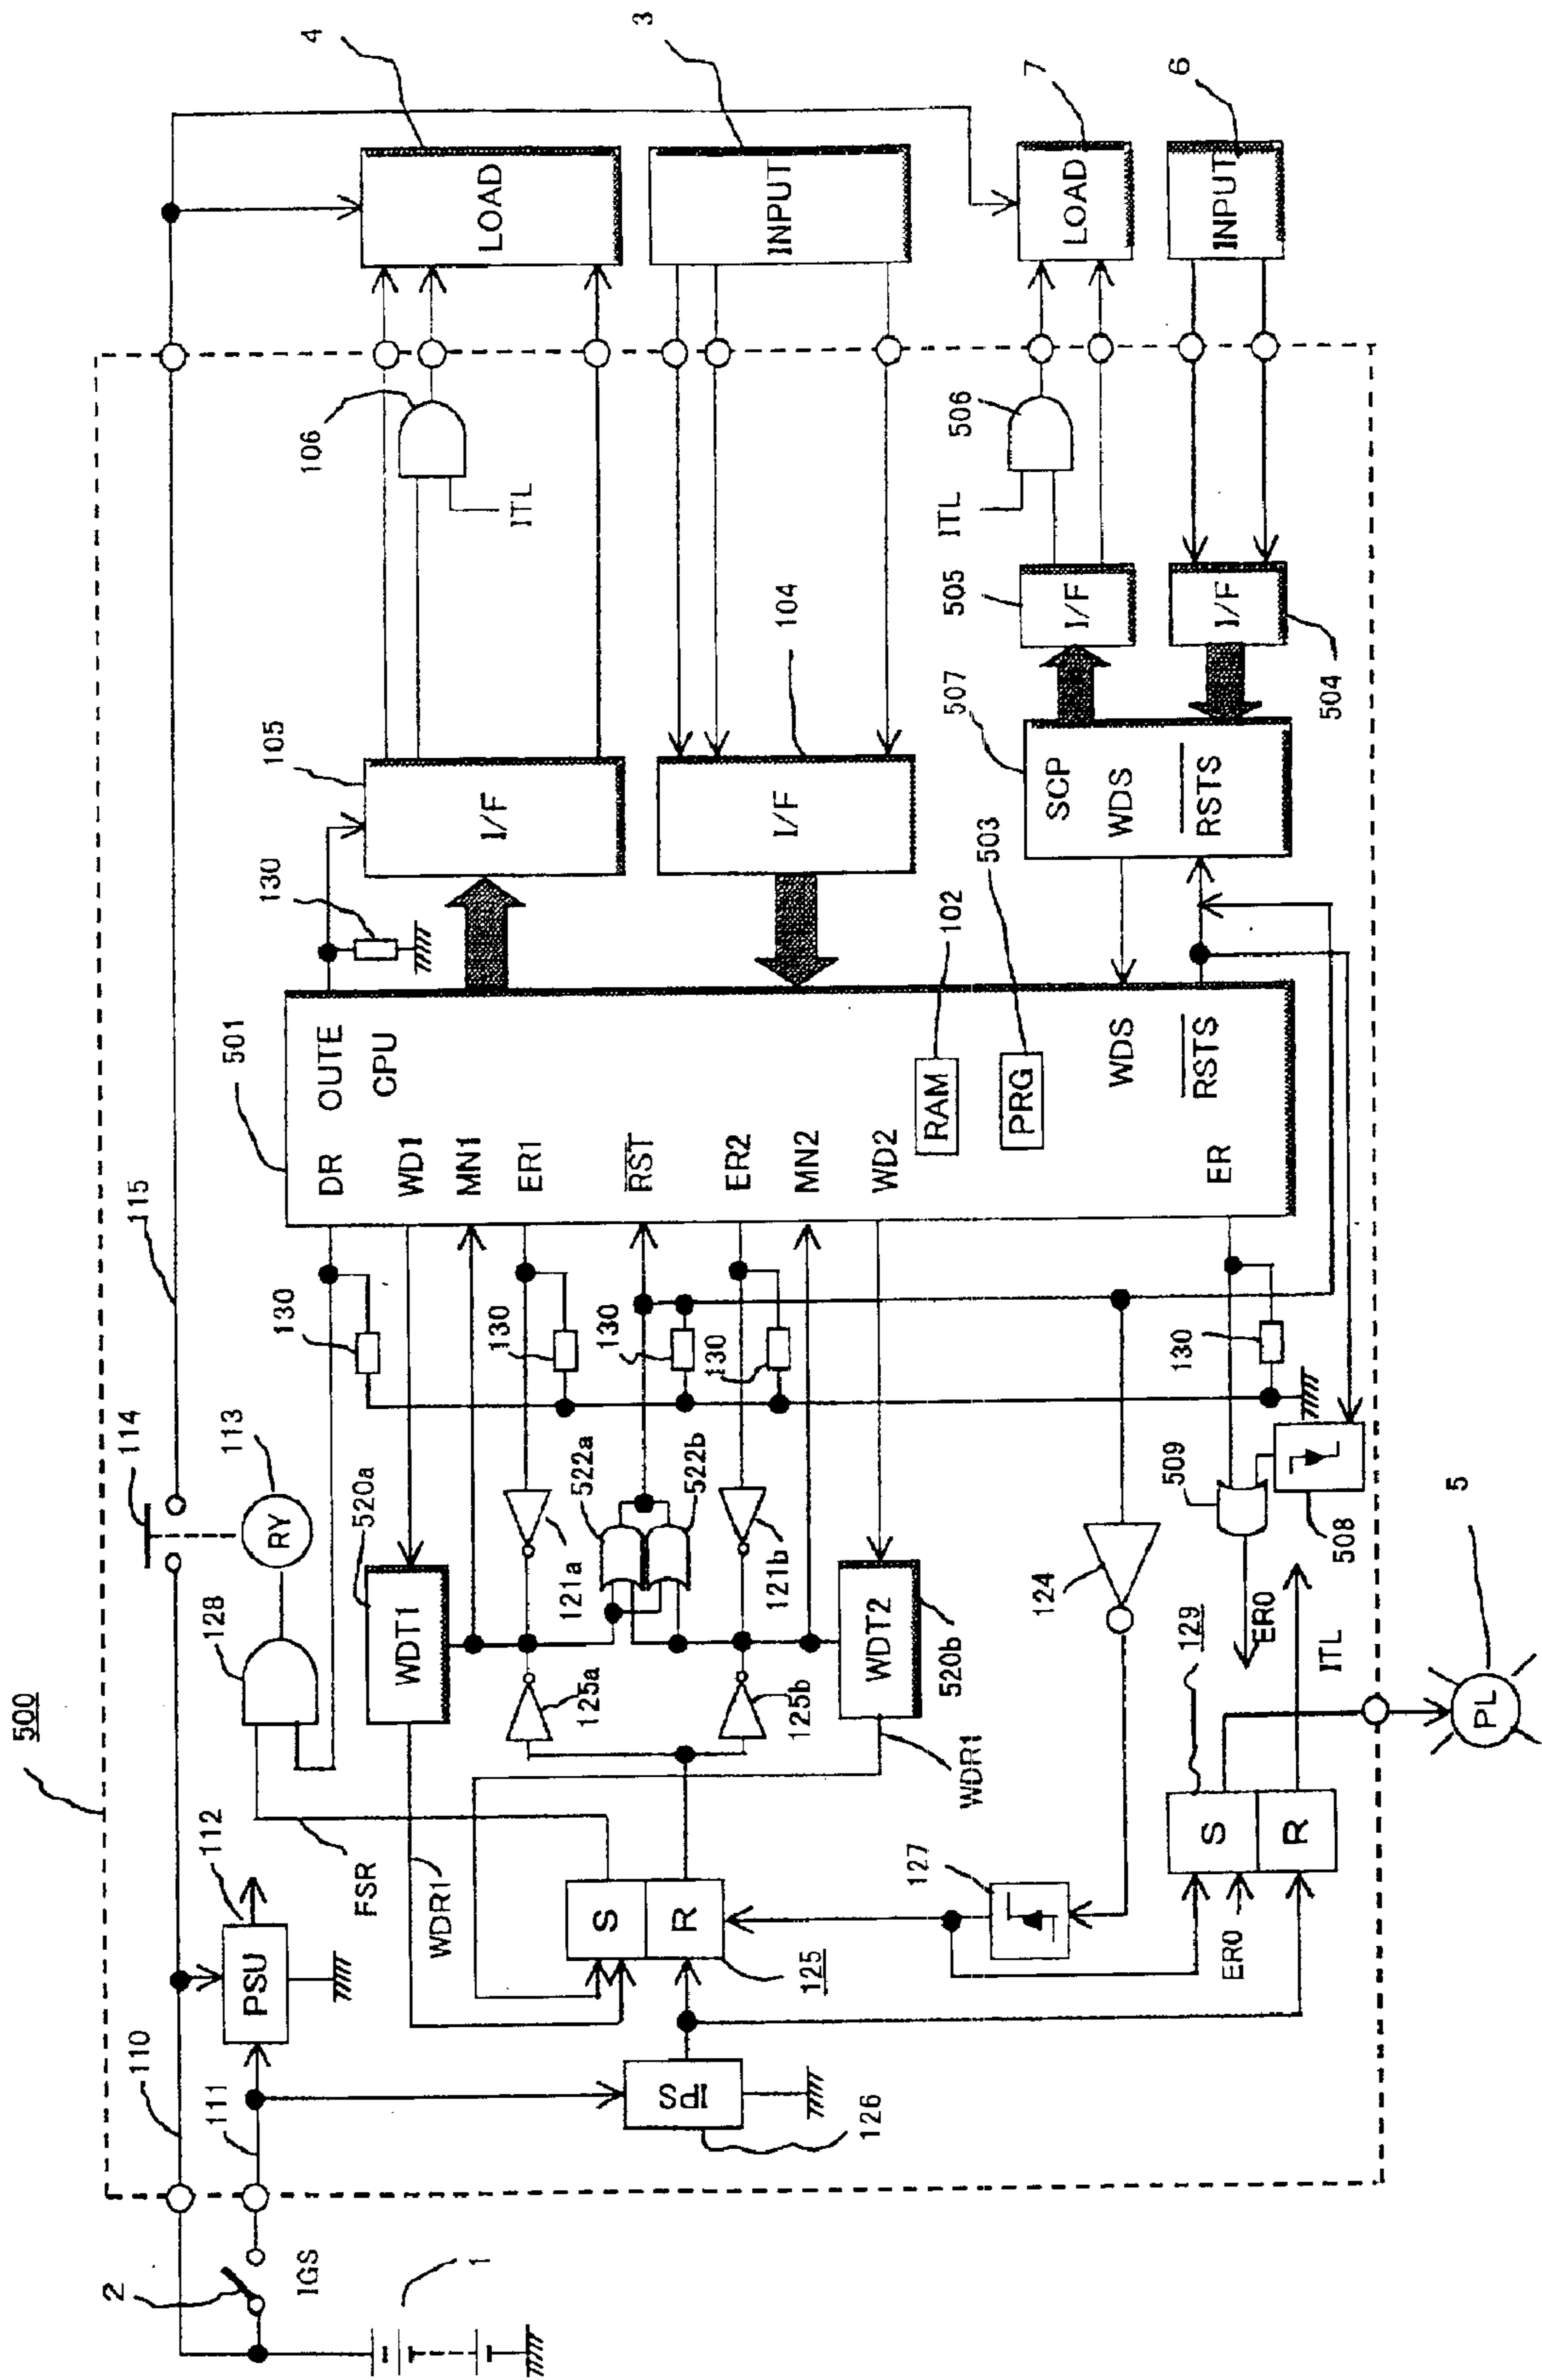 500
2
IGS
1
110
111
PSU
112
FSR
WDR1
IPS
126
S
R
125
127
128
RY
113
114
115
WDT1
520a
125a
125b
121a
121b
522a
522b
WDT2
520b
WDR1
124
130
130
130
130
130
130
501
DR
OUTE
CPU
WD1
MN1
ER1
RST
ER2
MN2
WD2
RAM
102
PRG
503
WDS
RSTS
ER
509
508
ER0
ITL
129
S
R
ER0
PL
5
105
I/F
104
I/F
106
ITL
LOAD
4
INPUT
3
507
SCP
WDS
RSTS
505
I/F
504
I/F
506
ITL
LOAD
7
INPUT
6